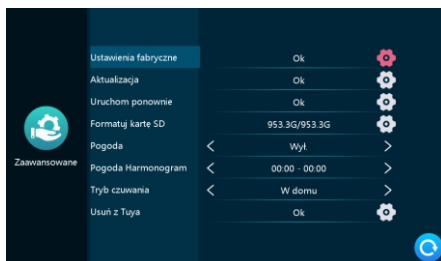 Ustawienia fabryczne Ok
Aktualizacja Ok
Uruchom ponownie Ok
Formatuj kartę SD 953.3G/953.3G
Pogoda < Wył. >
Zaawansowane
Pogoda Harmonogram < 00:00 - 00:00 >
Tryb czuwania < W domu >
Usuń z Tuya Ok